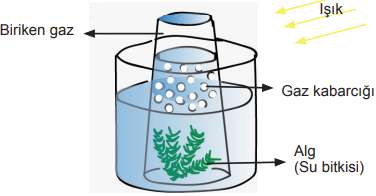 Işık
Biriken gaz
Gaz kabarcığı
Alg
(Su bitkisi)